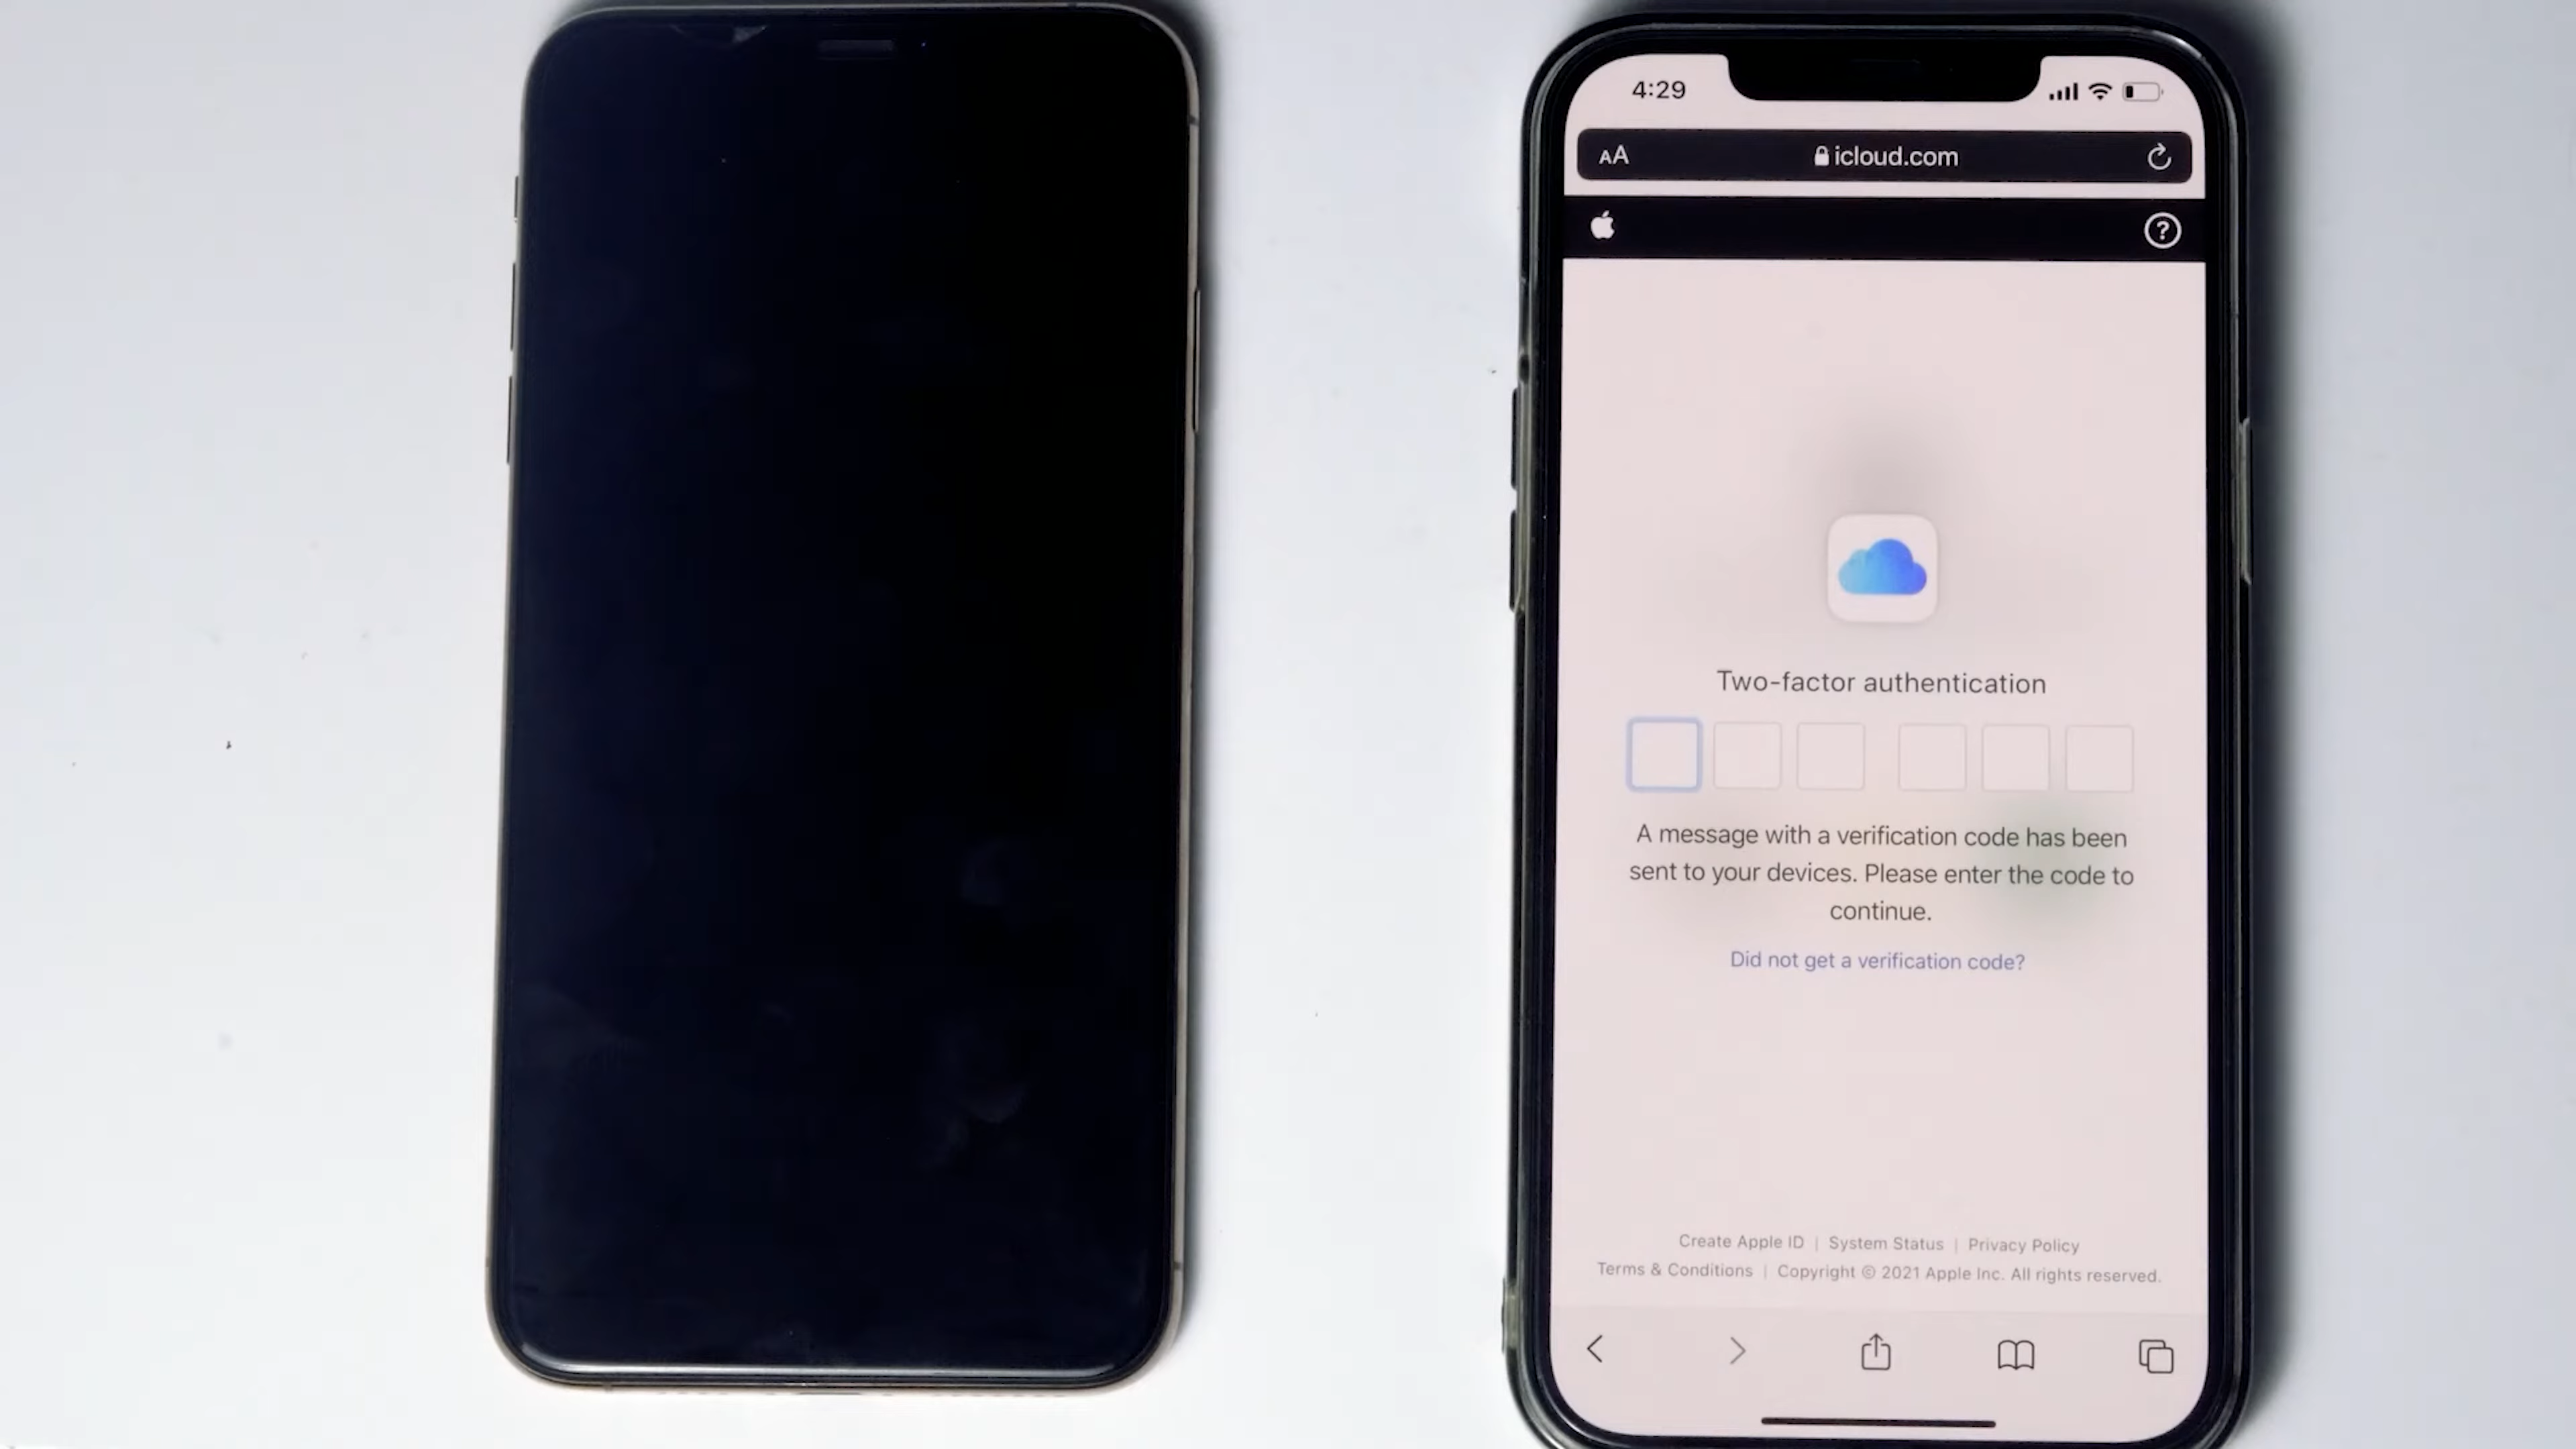 4:29
AA
icloud.com
?
Two-factor authentication
A message with a verification code has been
sent to your devices. Please enter the code to
continue.
Did not get a verification code?
Create Apple ID | System Status | Privacy Policy
Terms & Conditions | Copyright © 2021 Apple Inc. All rights reserved.